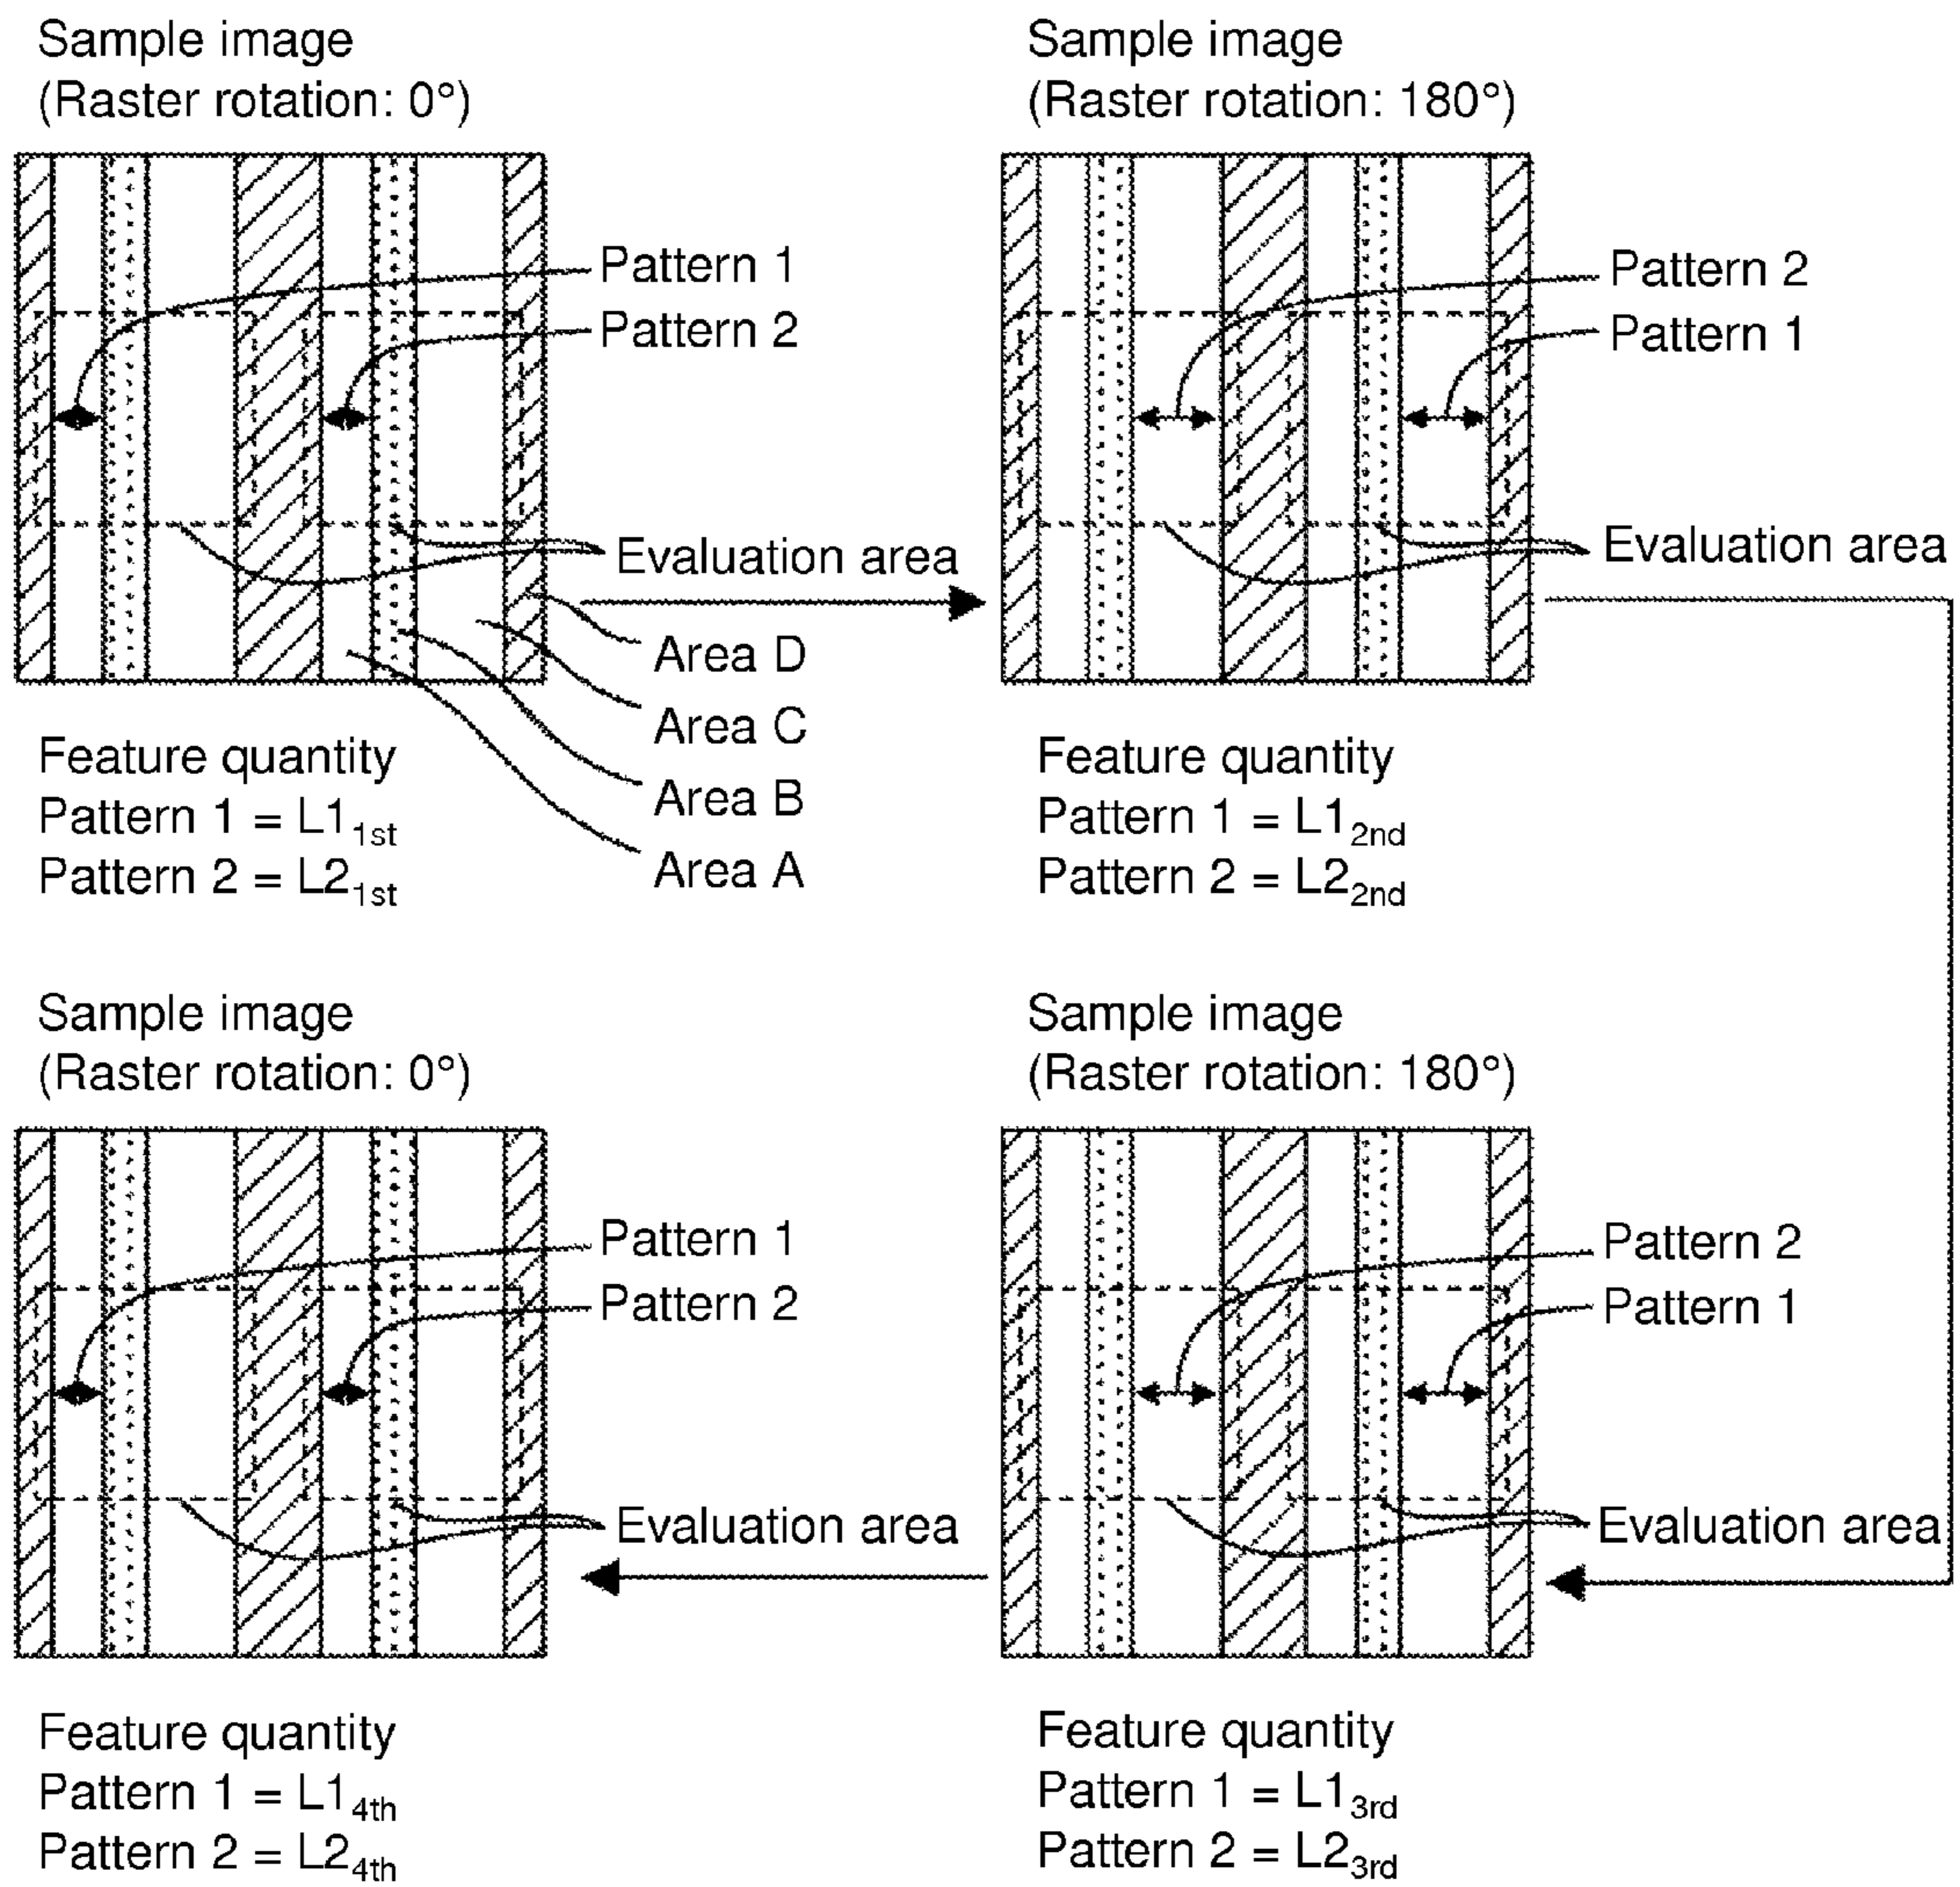 Sample image
(Raster rotation: 0°)
Pattern 1
Pattern 2
Evaluation area
Area D
Area C
Area B
Area A
Feature quantity
Pattern 1 = L1 1st
Pattern 2 = L2 1st
Sample image
(Raster rotation: 180°)
Pattern 2
Pattern 1
Evaluation area
Feature quantity
Pattern 1 = L1 2nd
Pattern 2 = L2 2nd
Sample image
(Raster rotation: 0°)
Pattern 1
Pattern 2
Evaluation area
Feature quantity
Pattern 1 = L1 4th
Pattern 2 = L2 4th
Sample image
(Raster rotation: 180°)
Pattern 2
Pattern 1
Evaluation area
Feature quantity
Pattern 1 = L1 3rd
Pattern 2 = L2 3rd